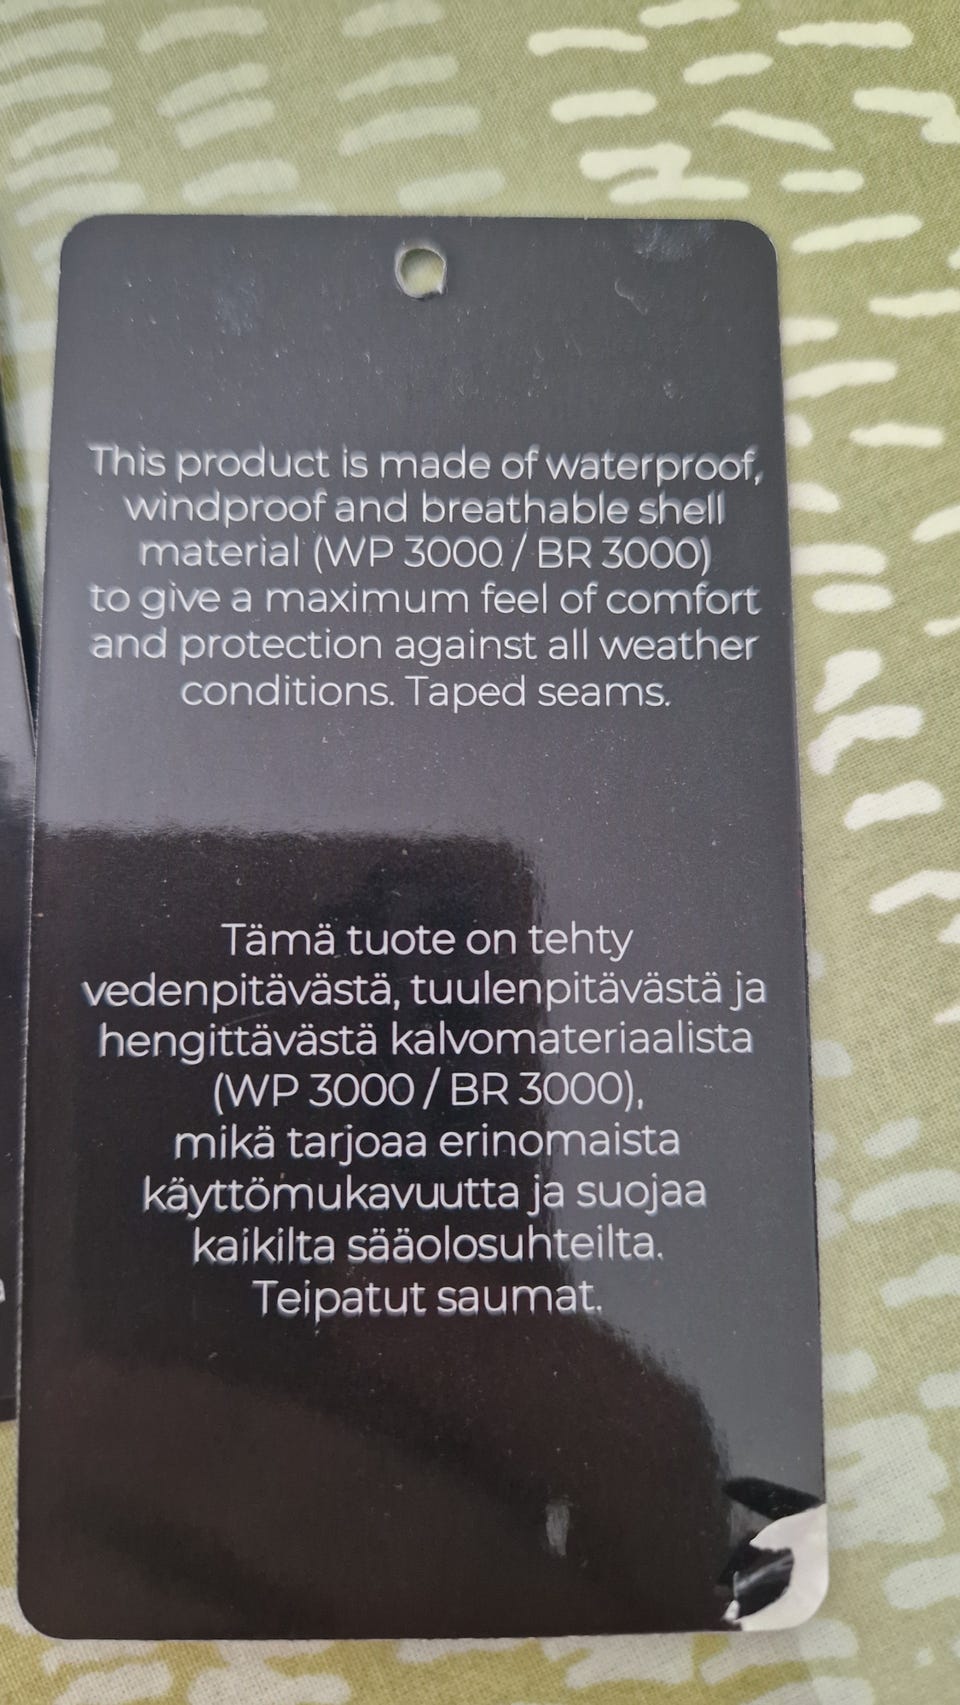 This product is made of waterproof,
windproof and breathable shell
material (WP 3000 / BR 3000)
to give a maximum feel of comfort
and protection against all weather
conditions. Taped seams.
Tämä tuote on tehty
vedenpitävästä, tuulenpitävästä ja
hengittävästä kalvomateriaalista
(WP 3000 / BR 3000),
mikä tarjoaa erinomaista
käyttömukavuutta ja suojaa
kaikilta sääolosuhteilta.
Teipatut saumat.